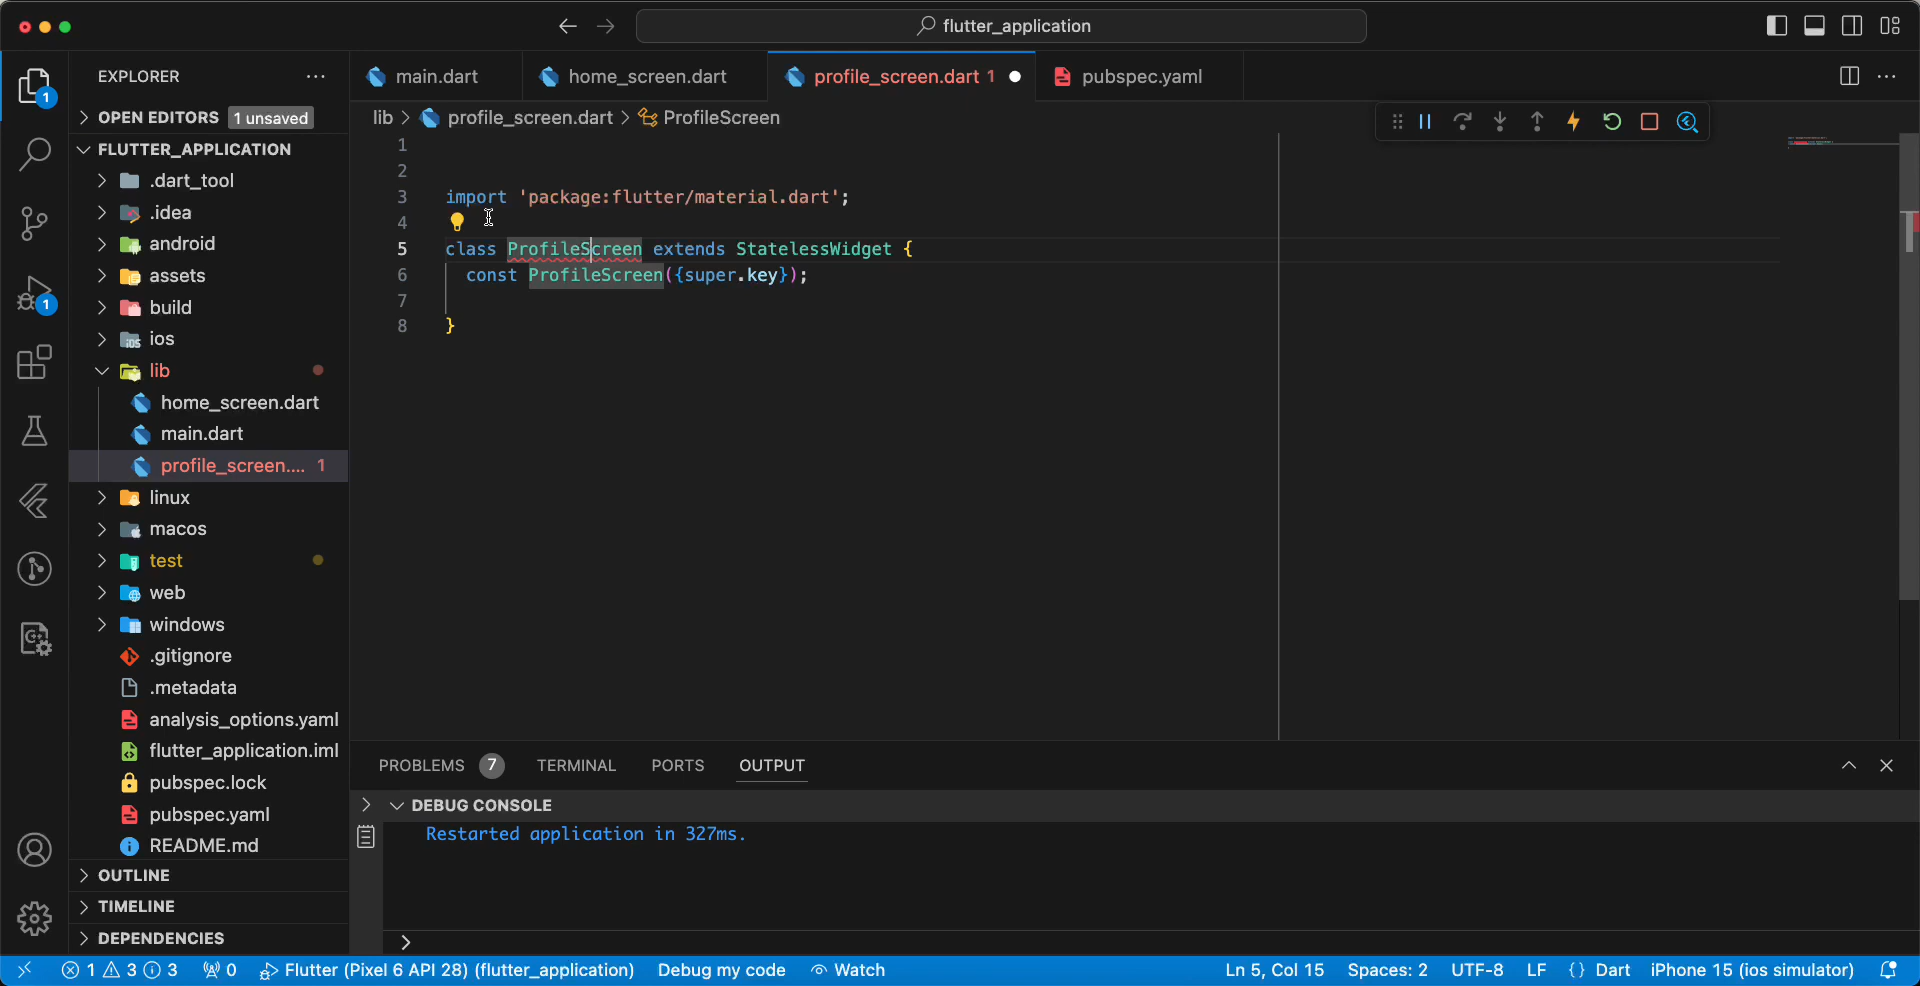 flutter_application
EXPLORER
main.dart
home_screen.dart
profile_screen.dart 1
pubspec.yaml
1
OPEN EDITORS 1 unsaved
lib > profile_screen.dart > ProfileScreen
FLUTTER_APPLICATION
.dart_tool
.idea
android
assets
build
ios
lib
home_screen.dart
main.dart
profile_screen.... 1
linux
macos
test
web
windows
.gitignore
.metadata
analysis_options.yaml
flutter_application.iml
pubspec.lock
pubspec.yaml
README.md
OUTLINE
TIMELINE
DEPENDENCIES
1
1
2
3 import 'package:flutter/material.dart';
4
5 class ProfileScreen extends StatelessWidget {
6 const ProfileScreen({super.key});
7
8 }
PROBLEMS 7 TERMINAL PORTS OUTPUT
DEBUG CONSOLE
Restarted application in 327ms.
>
1 3 3 0 Flutter (Pixel 6 API 28) (flutter_application) Debug my code Watch Ln 5, Col 15 Spaces: 2 UTF-8 LF {} Dart iPhone 15 (ios simulator)